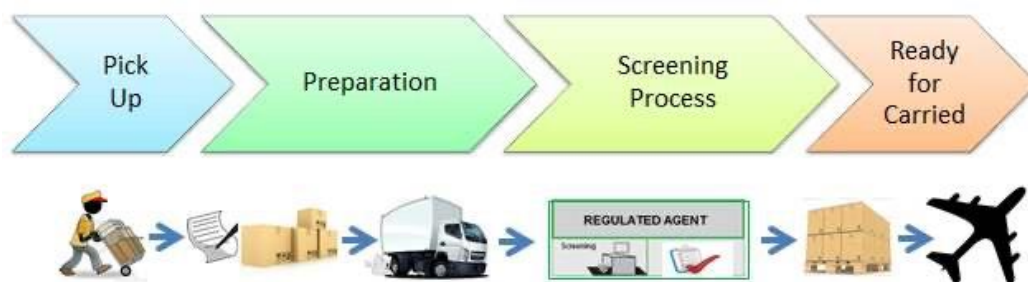 Pick
Up
Preparation
Screening
Process
Ready
for
Carried
REGULATED AGENT
Screening